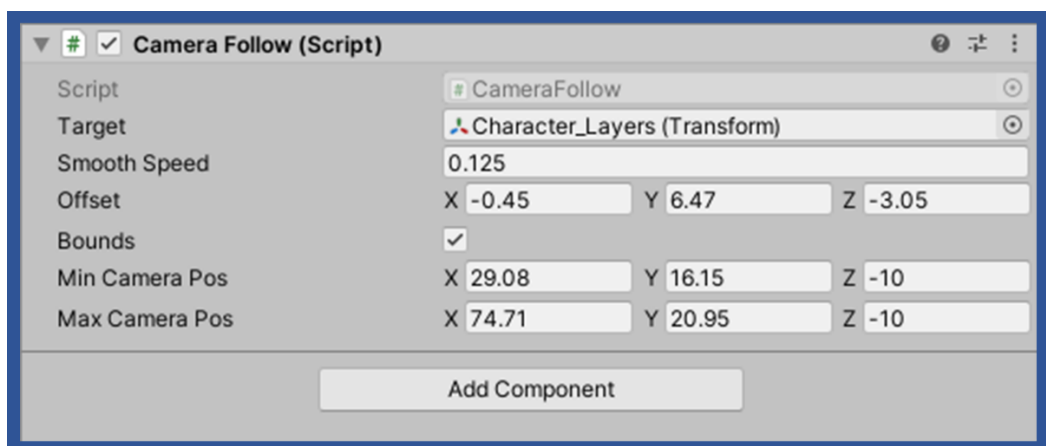 # Camera Follow (Script)
Script # CameraFollow
Target Character_Layers (Transform)
Smooth Speed 0.125
Offset X -0.45 Y 6.47 Z -3.05
Bounds
Min Camera Pos X 29.08 Y 16.15 Z -10
Max Camera Pos X 74.71 Y 20.95 Z -10
Add Component